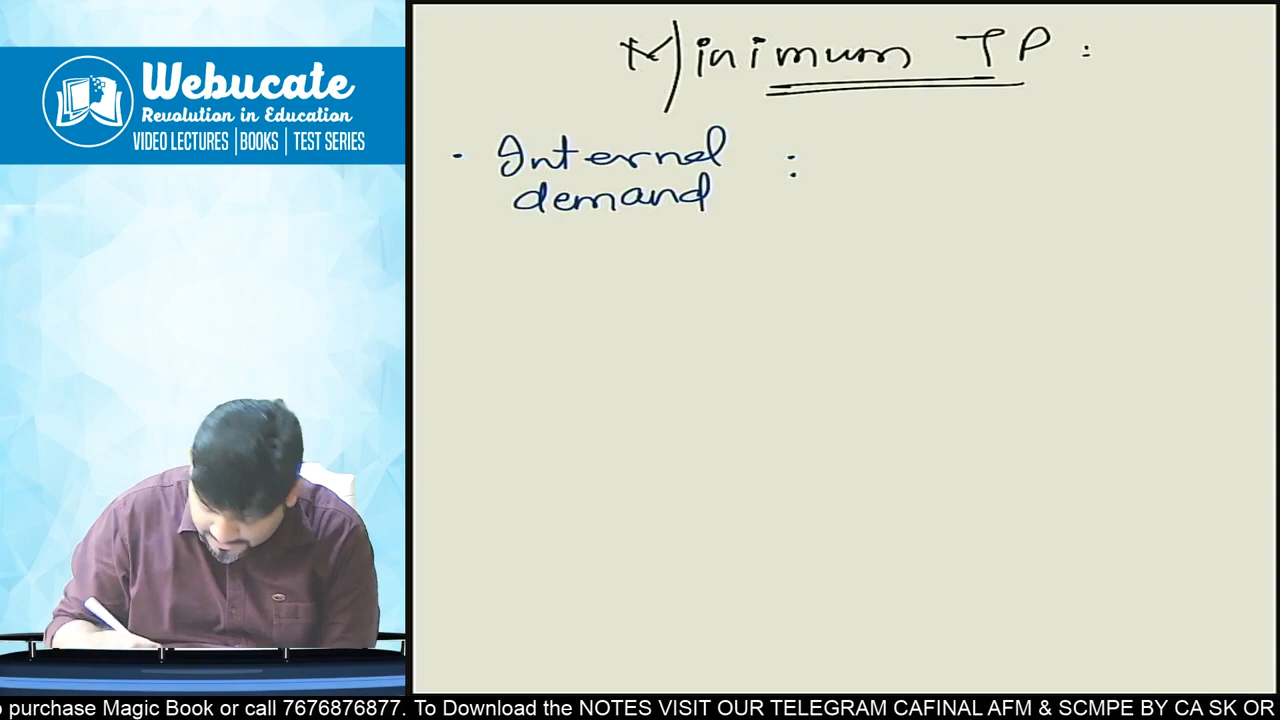 Webucate
Revolution in Education
VIDEO LECTURES | BOOKS | TEST SERIES
Minimum TP :
· Internal :
demand
o purchase Magic Book or call 7676876877. To Download the NOTES VISIT OUR TELEGRAM CAFINAL AFM & SCMPE BY CA SK OR